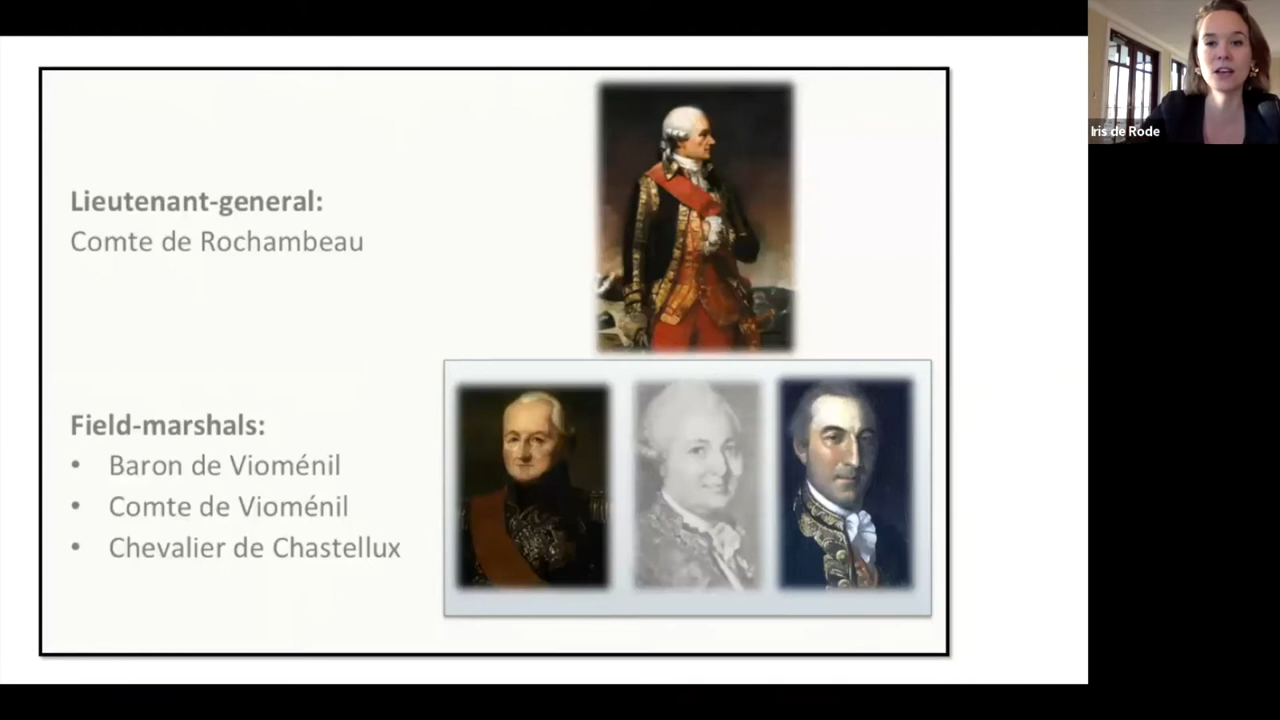 Lieutenant-general:
Comte de Rochambeau
Field-marshals:
• Baron de Vioménil
• Comte de Vioménil
• Chevalier de Chastellux
Iris de Rode